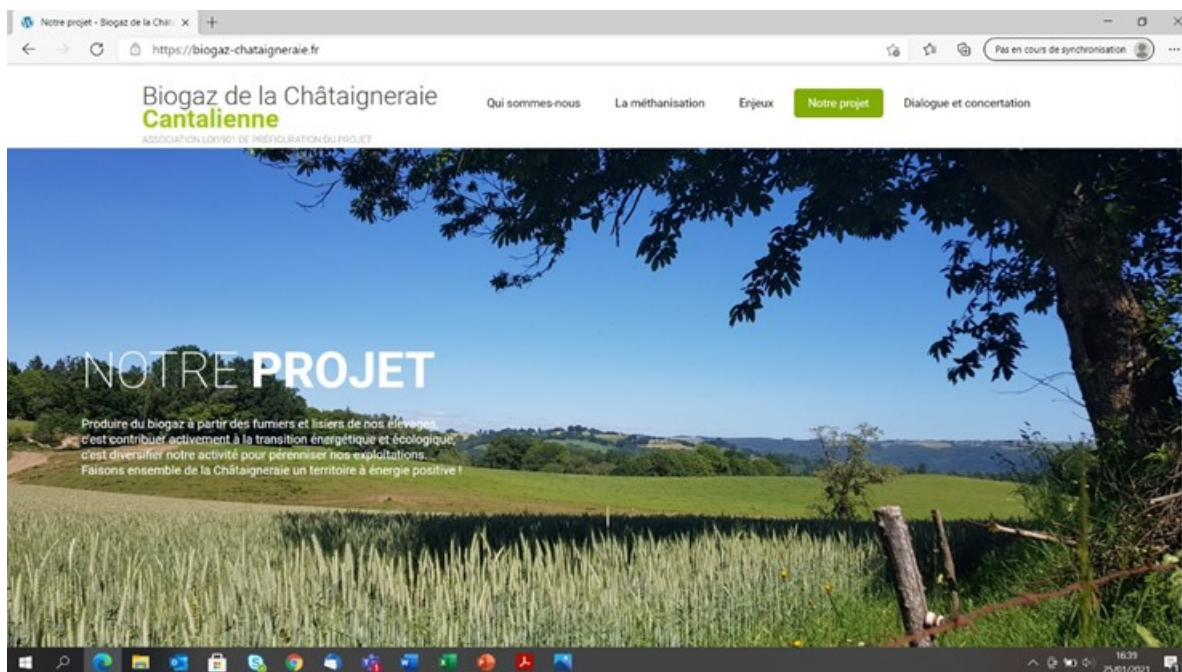 Notre projet - Biogaz de la Chât
https://biogaz-chataigneraie.fr
Pas en cours de synchronisation
Biogaz de la Châtaigneraie
Cantalienne
ASSOCIATION LOI1901 DE PRÉFIGURATION DU PROJET
Qui sommes-nous
La méthanisation
Enjeux
Notre projet
Dialogue et concertation
NOTRE PROJET
Produire du biogaz à partir des fumiers et lisiers de nos élevages,
c'est contribuer activement à la transition énergétique et écologique,
c'est diversifier notre activité pour pérenniser nos exploitations.
Faisons ensemble de la Châtaigneraie un territoire à énergie positive !
16:39
25/01/2021